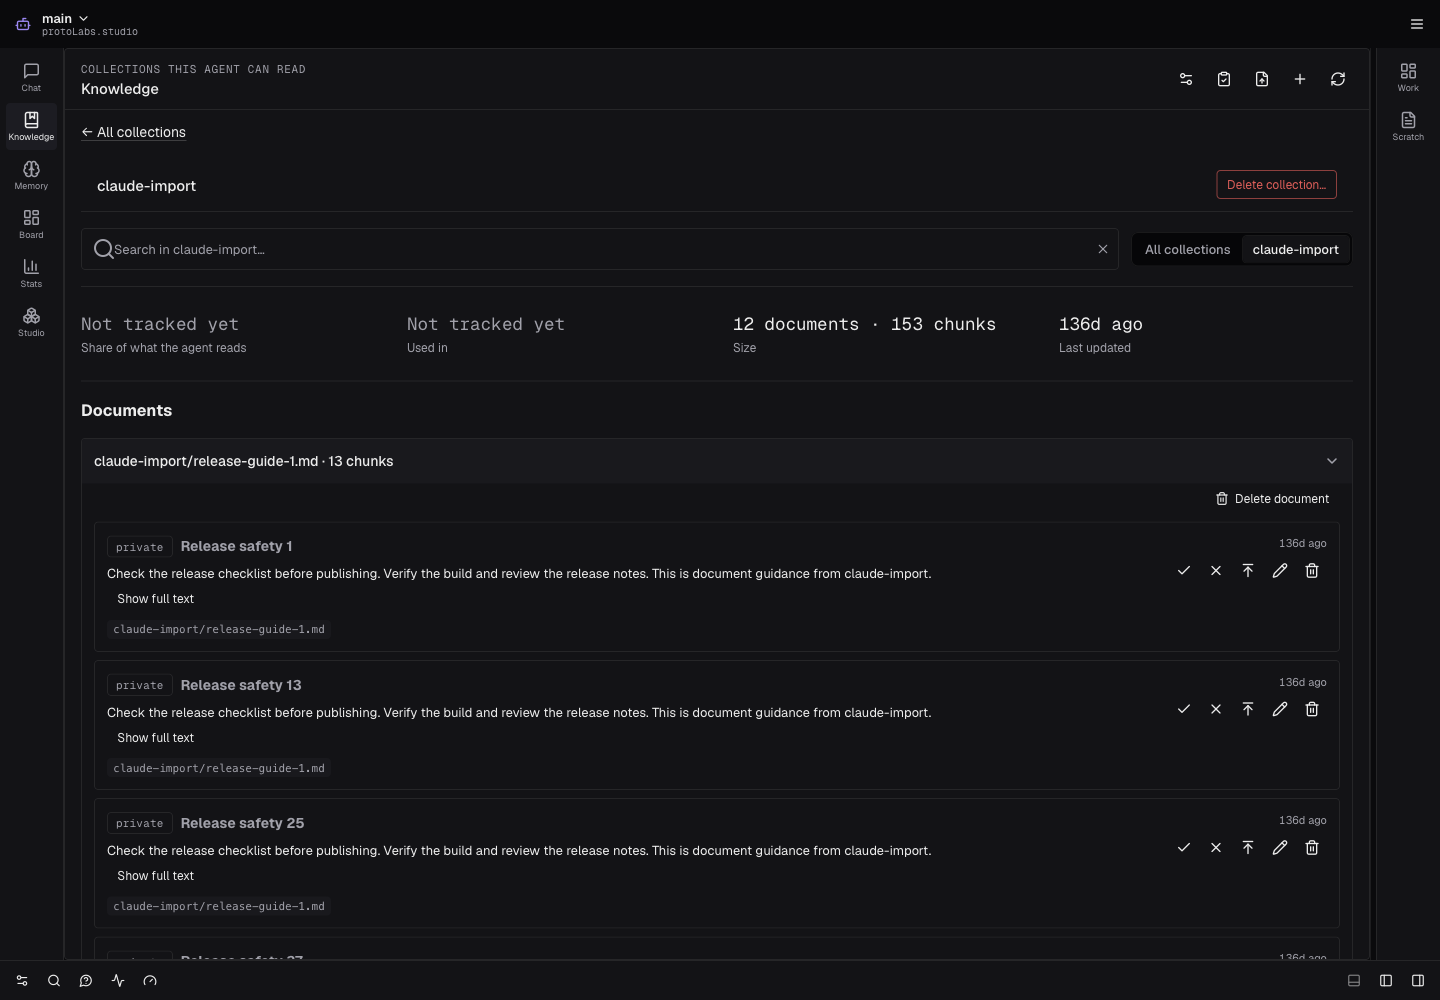 main
protoLabs.studio
Chat
Knowledge
Memory
Board
Stats
Studio
COLLECTIONS THIS AGENT CAN READ
Knowledge
← All collections
claude-import
Delete collection...
Search in claude-import...
All collections
claude-import
Not tracked yet
Share of what the agent reads
Not tracked yet
Used in
12 documents · 153 chunks
Size
136d ago
Last updated
Documents
claude-import/release-guide-1.md · 13 chunks
Delete document
private Release safety 1
136d ago
Check the release checklist before publishing. Verify the build and review the release notes. This is document guidance from claude-import.
Show full text
claude-import/release-guide-1.md
private Release safety 13
136d ago
Check the release checklist before publishing. Verify the build and review the release notes. This is document guidance from claude-import.
Show full text
claude-import/release-guide-1.md
private Release safety 25
136d ago
Check the release checklist before publishing. Verify the build and review the release notes. This is document guidance from claude-import.
Show full text
claude-import/release-guide-1.md
private Release safety 37
136d ago
Work
Scratch